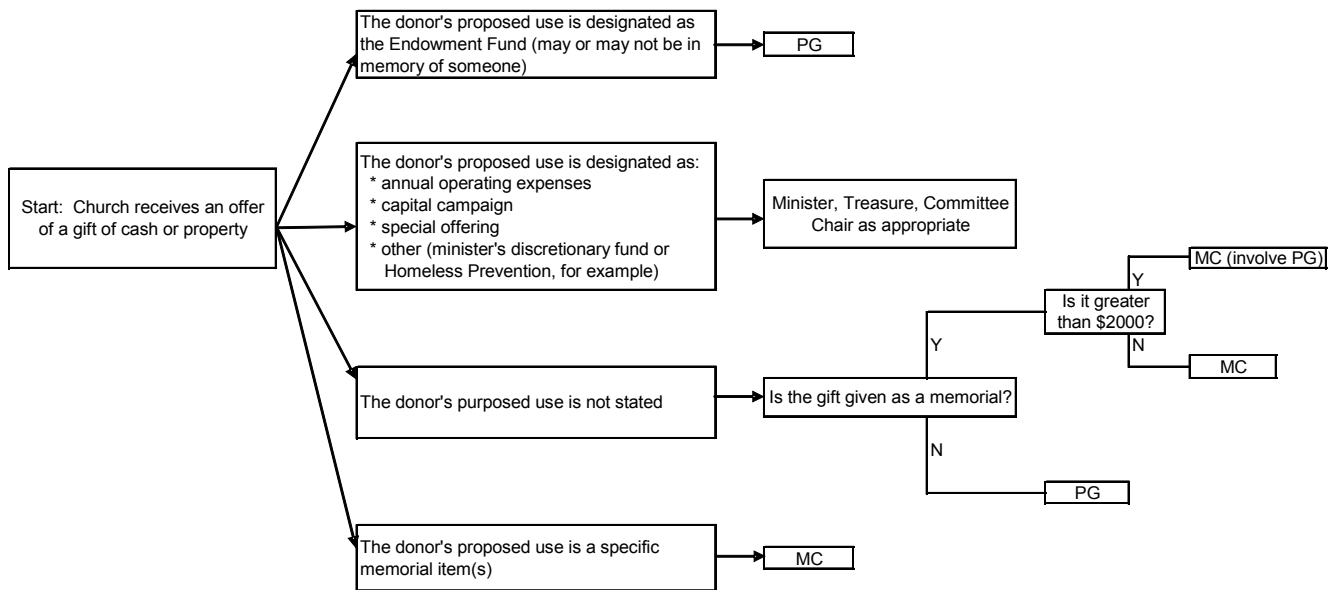 The donor's proposed use is designated as
the Endowment Fund (may or may not be in
memory of someone)
PG
Start:  Church receives an offer
of a gift of cash or property
The donor's proposed use is designated as:
* annual operating expenses
* capital campaign
* special offering
* other (minister's discretionary fund or
Homeless Prevention, for example)
Minister, Treasure, Committee
Chair as appropriate
The donor's purposed use is not stated
Is the gift given as a memorial?
Y
Is it greater
than $2000?
Y
MC (involve PG)
N
MC
N
PG
The donor's proposed use is a specific
memorial item(s)
MC